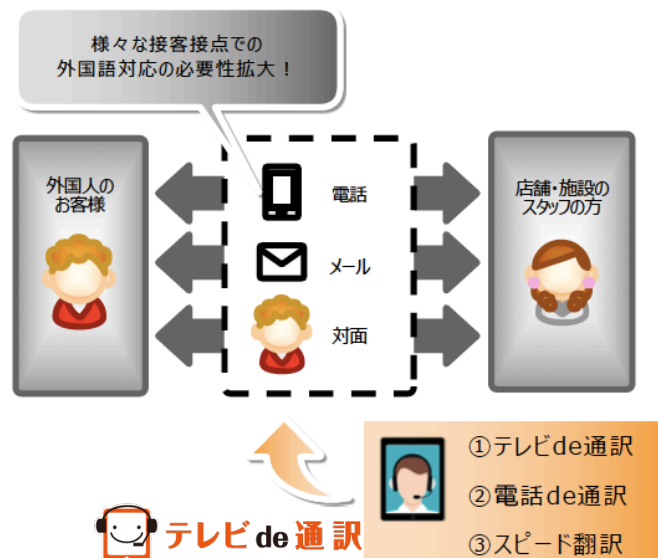 様々な接客接点での
外国語対応の必要性拡大！
外国人の
お客様
電話
メール
対面
店舗・施設の
スタッフの方
①テレビde通訳
②電話de通訳
③スピード翻訳
テレビde通訳